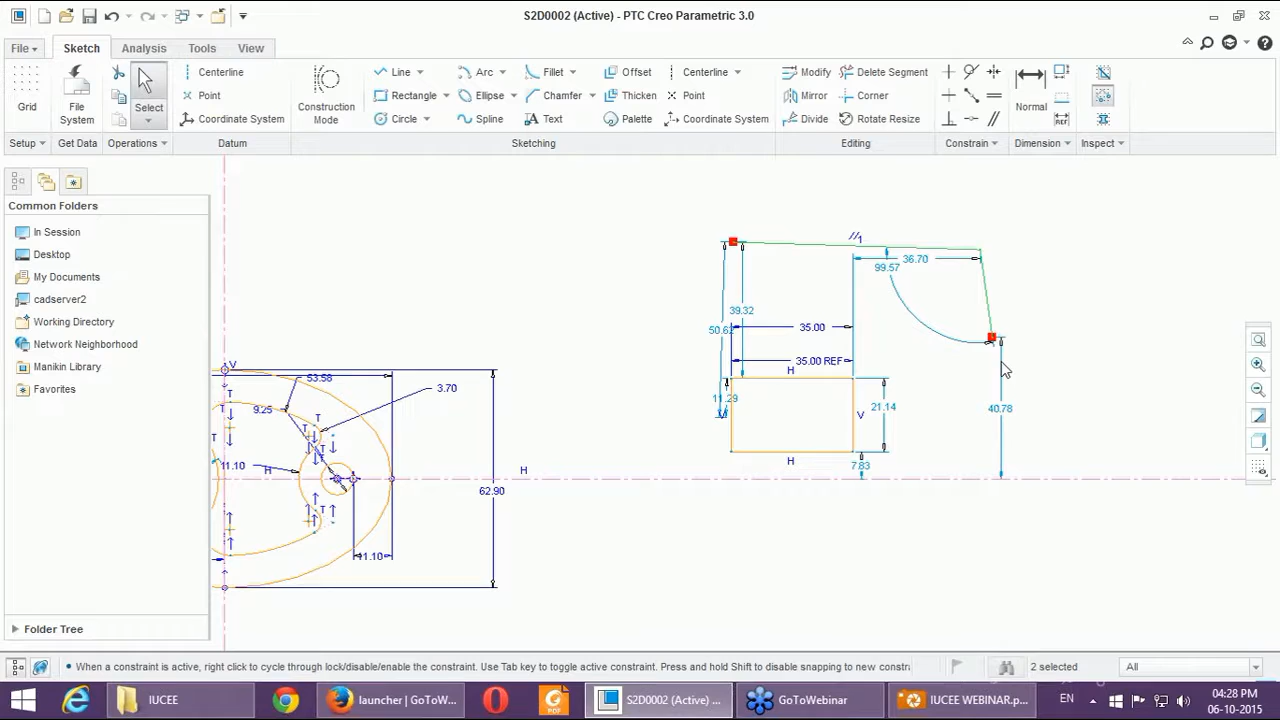 S2D0002 (Active) - PTC Creo Parametric 3.0
File Sketch Analysis Tools View
Centerline Line Arc Fillet Offset Centerline Modify Delete Segment
Point Rectangle Ellipse Chamfer Thicken Point Mirror Corner
Grid File System Select Coordinate System Construction Mode Circle Spline Text Palette Coordinate System Divide Rotate Resize Normal
Setup Get Data Operations Datum Sketching Editing Constrain Dimension Inspect
Common Folders
In Session
Desktop
My Documents
cadserver2
Working Directory
Network Neighborhood
Manikin Library
Favorites
Folder Tree
V
53.58
3.70
9.25
T
T
T
T
T
T
11.10
H
62.90
H
11.10
//1
36.70
99.57
39.32
50.62
35.00
35.00 REF
H
11.29
V
21.14
V
40.78
H
7.83
When a constraint is active, right click to cycle through lock/disable/enable the constraint. Use Tab key to toggle active constraint. Press and hold Shift to disable snapping to new constr
2 selected
All
IUCEE
launcher | GoToW...
S2D0002 (Active) ...
GoToWebinar
IUCEE WEBINAR.p...
EN
04:28 PM
06-10-2015